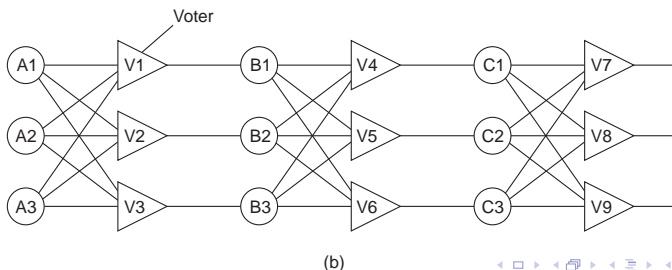 Voter
A1 V1 B1 V4 C1 V7
A2 V2 B2 V5 C2 V8
A3 V3 B3 V6 C3 V9
(b)